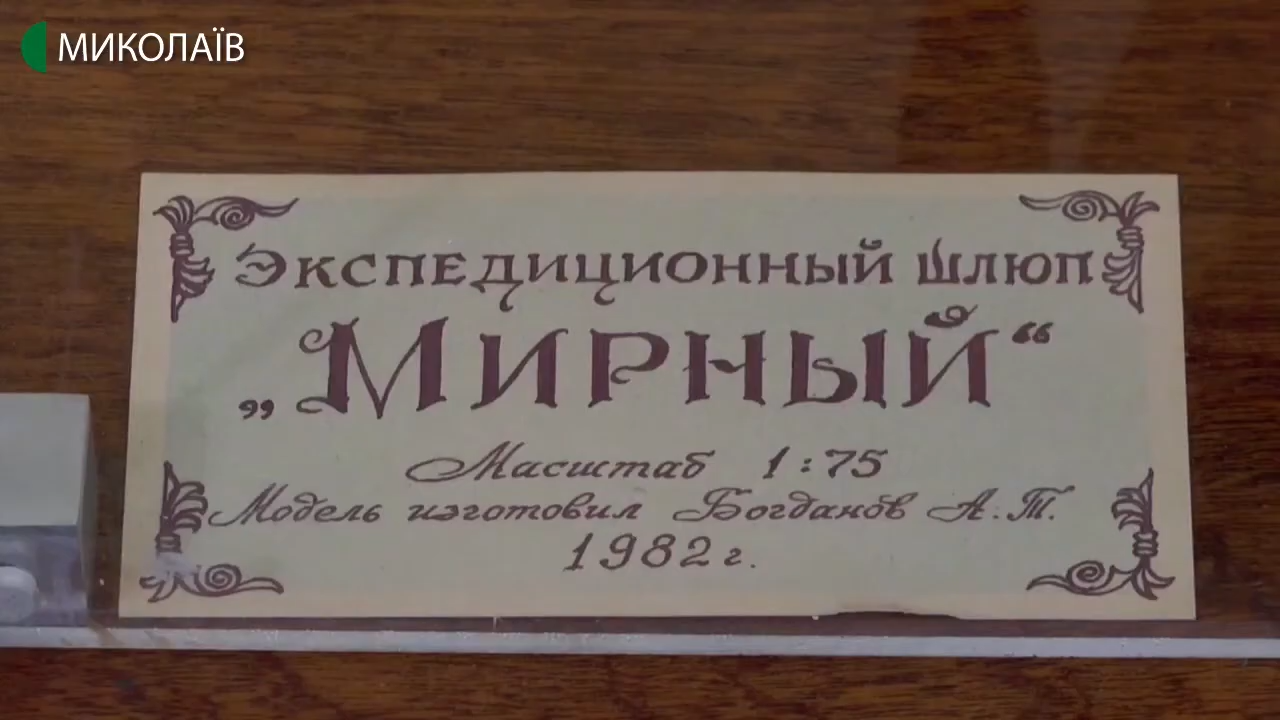 МИКОЛАЇВ
Экспедиционный шлюп
„Мирный“
Масштаб 1:75
Модель изготовил Богданов А.Т.
1982 г.